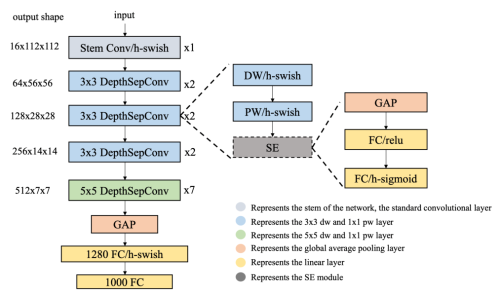 output shape
input
16x112x112
Stem Conv/h-swish
x1
64x56x56
3x3 DepthSepConv
x2
128x28x28
3x3 DepthSepConv
x2
256x14x14
3x3 DepthSepConv
x2
512x7x7
5x5 DepthSepConv
x7
GAP
1280 FC/h-swish
1000 FC
DW/h-swish
PW/h-swish
SE
GAP
FC/relu
FC/h-sigmoid
Represents the stem of the network, the standard convolutional layer
Represents the 3x3 dw and 1x1 pw layer
Represents the 5x5 dw and 1x1 pw layer
Represents the global average pooling layer
Represents the linear layer
Represents the SE module